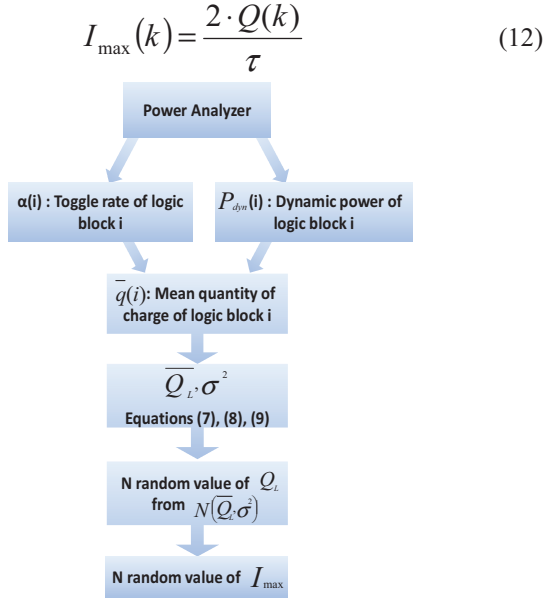 I_max(k) = 2 · Q(k) / τ (12)
Power Analyzer
α(i) : Toggle rate of logic
block i
P_dyn(i) : Dynamic power of
logic block i
q̅(i): Mean quantity of
charge of logic block i
Q̅_L, σ²
Equations (7), (8), (9)
N random value of Q_L
from N(Q̅_L, σ²)
N random value of I_max